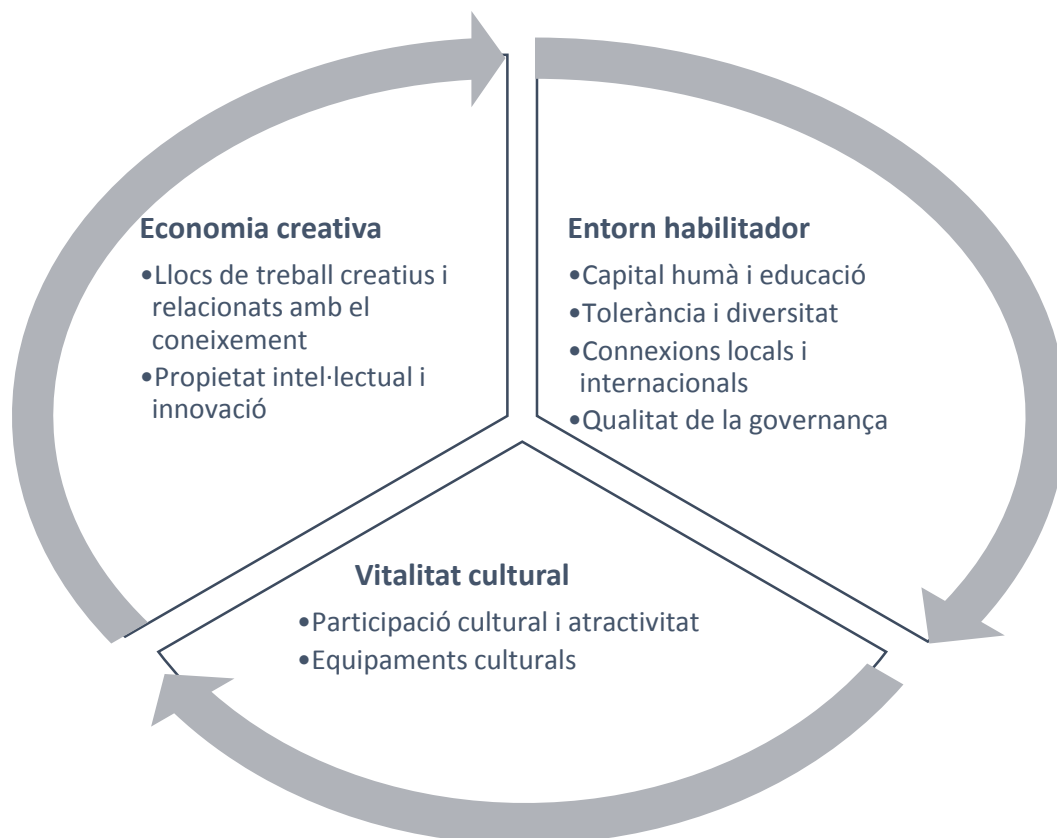 Economia creativa
•Llocs de treball creatius i
relacionats amb el
coneixement
•Propietat intel·lectual i
innovació
Entorn habilitador
•Capital humà i educació
•Tolerància i diversitat
•Connexions locals i
internacionals
•Qualitat de la governança
Vitalitat cultural
•Participació cultural i atractivitat
•Equipaments culturals